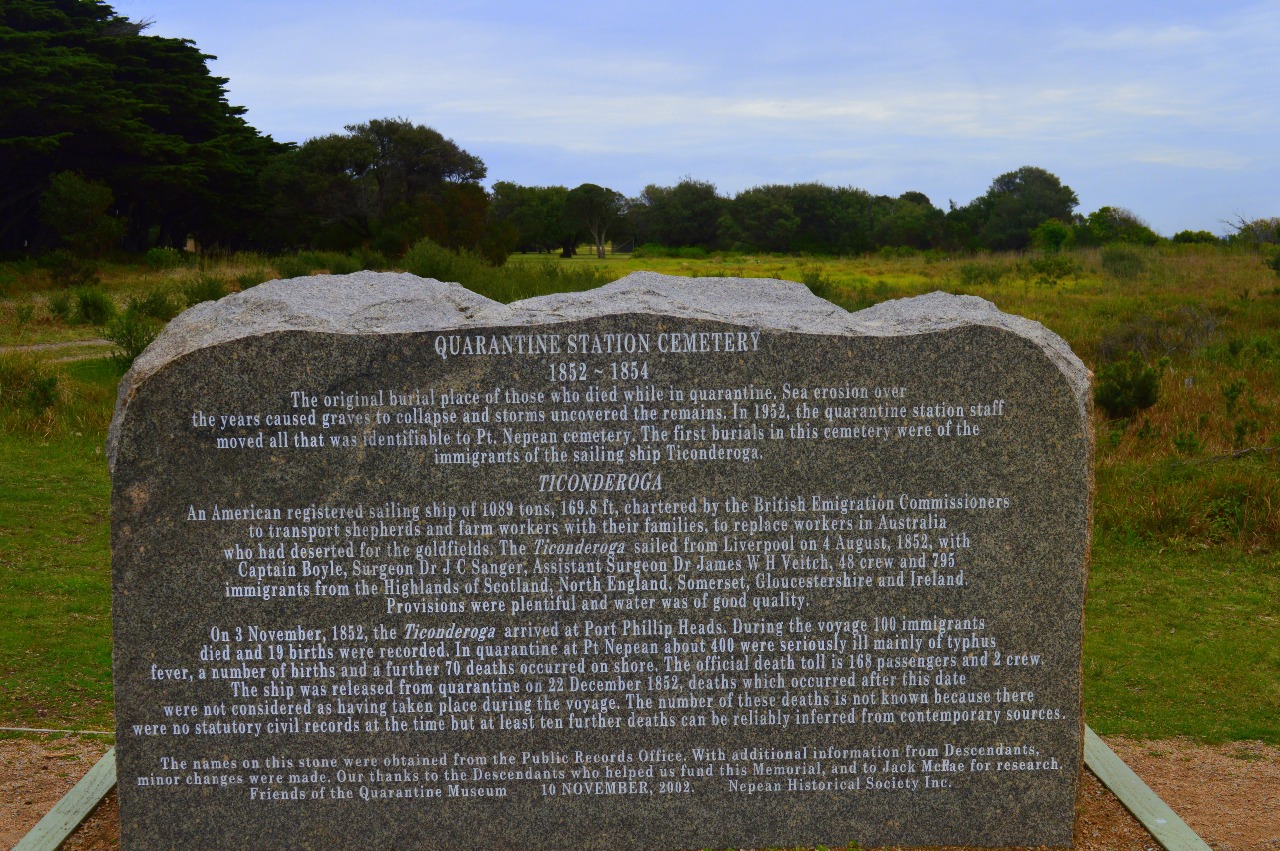 QUARANTINE STATION CEMETERY
1852 ~ 1854
The original burial place of those who died while in quarantine. Sea erosion over
the years caused graves to collapse and storms uncovered the remains. In 1952, the quarantine station staff
moved all that was identifiable to Pt. Nepean cemetery. The first burials in this cemetery were of the
immigrants of the sailing ship Ticonderoga.
TICONDEROGA
An American registered sailing ship of 1089 tons, 169.8 ft, chartered by the British Emigration Commissioners
to transport shepherds and farm workers with their families, to replace workers in Australia
who had deserted for the goldfields. The Ticonderoga sailed from Liverpool on 4 August, 1852, with
Captain Boyle, Surgeon Dr J C Sanger, Assistant Surgeon Dr James W H Veitch, 48 crew and 795
immigrants from the Highlands of Scotland, North England, Somerset, Gloucestershire and Ireland.
Provisions were plentiful and water was of good quality.
On 3 November, 1852, the Ticonderoga arrived at Port Phillip Heads. During the voyage 100 immigrants
died and 19 births were recorded. In quarantine at Pt Nepean about 400 were seriously ill mainly of typhus
fever, a number of births and a further 70 deaths occurred on shore. The official death toll is 168 passengers and 2 crew.
The ship was released from quarantine on 22 December 1852, deaths which occurred after this date
were not considered as having taken place during the voyage. The number of these deaths is not known because there
were no statutory civil records at the time but at least ten further deaths can be reliably inferred from contemporary sources.
The names on this stone were obtained from the Public Records Office. With additional information from Descendants,
minor changes were made. Our thanks to the Descendants who helped us fund this Memorial, and to Jack McRae for research.
Friends of the Quarantine Museum 10 NOVEMBER, 2002. Nepean Historical Society Inc.